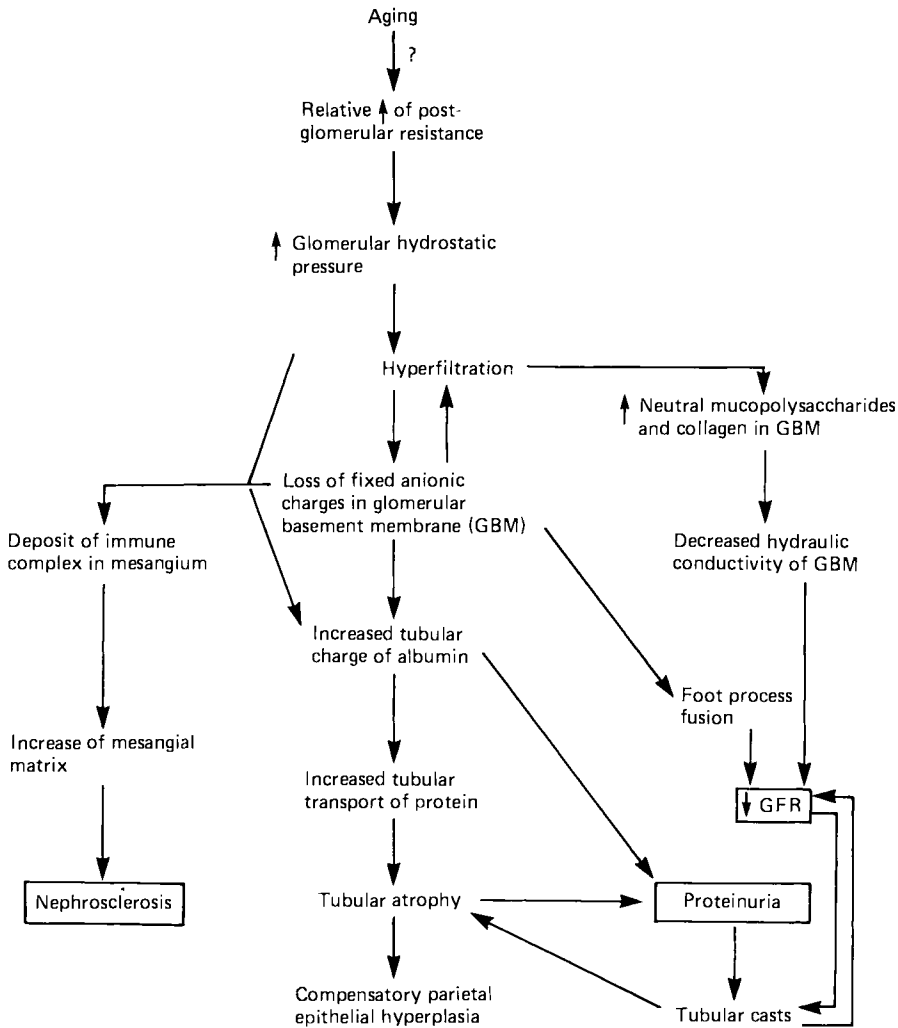 Aging
?
Relative ↑ of post-
glomerular resistance
↑ Glomerular hydrostatic
pressure
Hyperfiltration
↑ Neutral mucopolysaccharides
and collagen in GBM
Loss of fixed anionic
charges in glomerular
basement membrane (GBM)
Deposit of immune
complex in mesangium
Decreased hydraulic
conductivity of GBM
Increased tubular
charge of albumin
Foot process
fusion
Increase of mesangial
matrix
Increased tubular
transport of protein
↓ GFR
Nephrosclerosis
Tubular atrophy
Proteinuria
Compensatory parietal
epithelial hyperplasia
Tubular casts